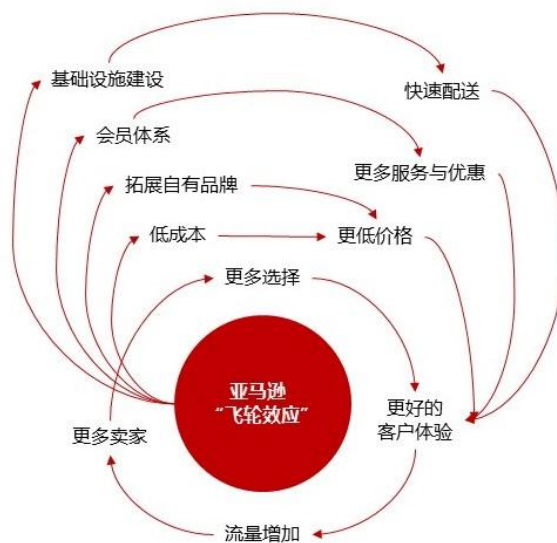 基础设施建设
快速配送
会员体系
更多服务与优惠
拓展自有品牌
低成本
更低价格
更多选择
亚马逊
“飞轮效应”
更好的
客户体验
更多卖家
流量增加